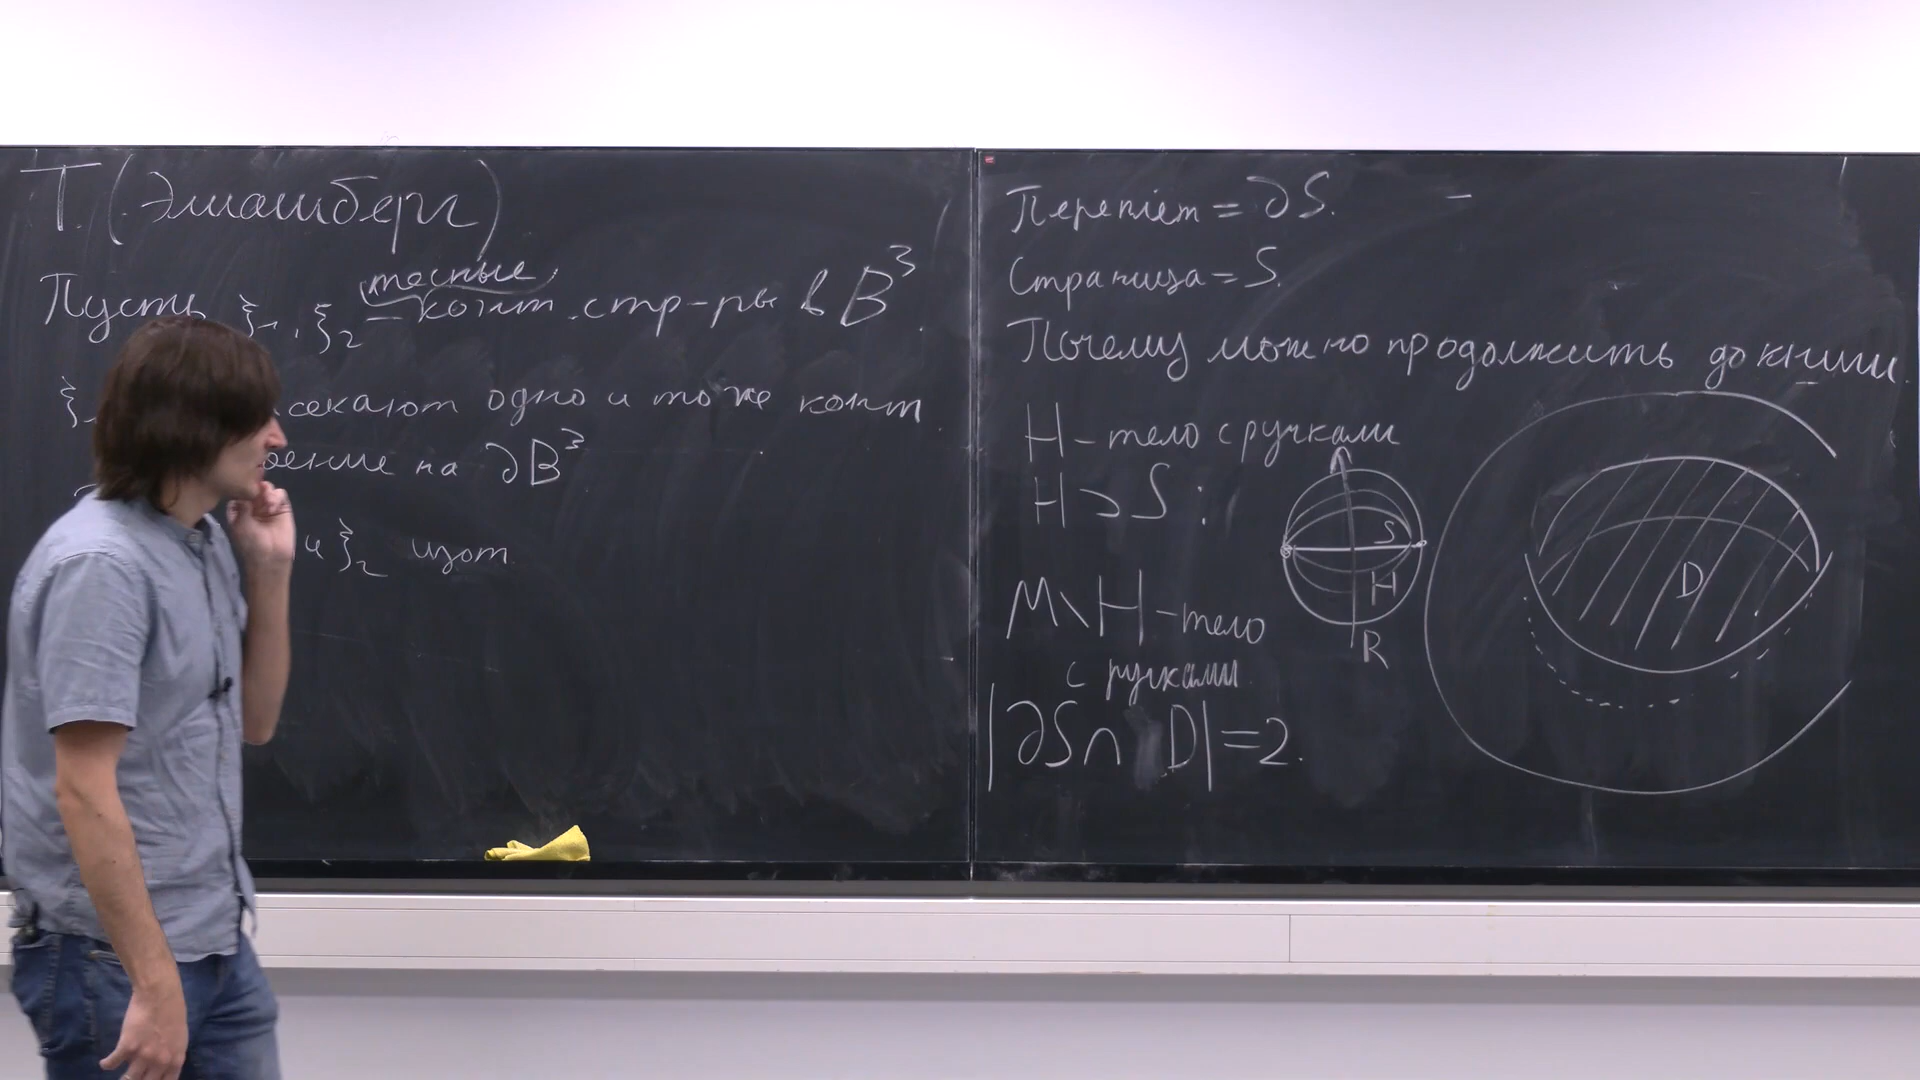 Т. (Элиашберг)
тесные
Пусть ξ₁, ξ₂ – конт. стр-ры в B³.
ξ секают одно и то же конт
оение на ∂B³
и ξ₂ изот.
Переплёт = ∂S.
Страница = S.
Почему можно продолжить до книги.
H – тело с ручками
H ⊃ S :
S
H
R
D
M \ H – тело
с ручками
|∂S ∩ D| = 2.